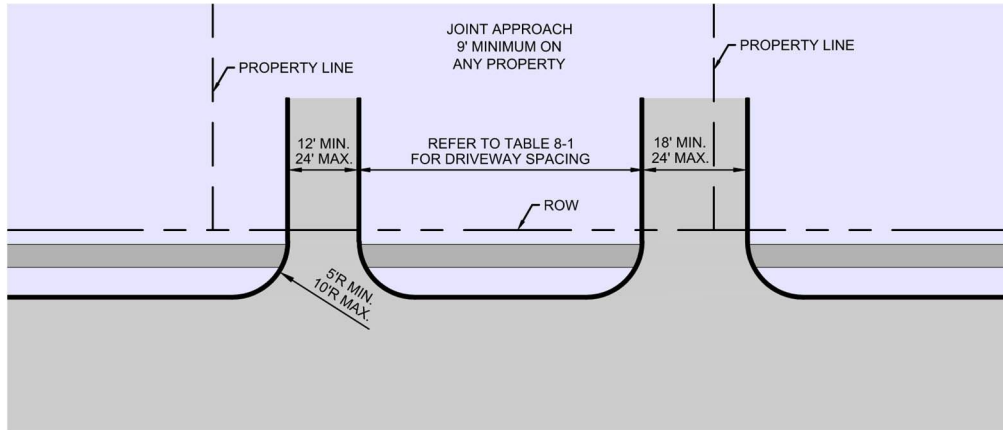 JOINT APPROACH
9' MINIMUM ON
ANY PROPERTY
PROPERTY LINE
PROPERTY LINE
12' MIN.
24' MAX.
REFER TO TABLE 8-1
FOR DRIVEWAY SPACING
18' MIN.
24' MAX.
ROW
5'R MIN.
10'R MAX.